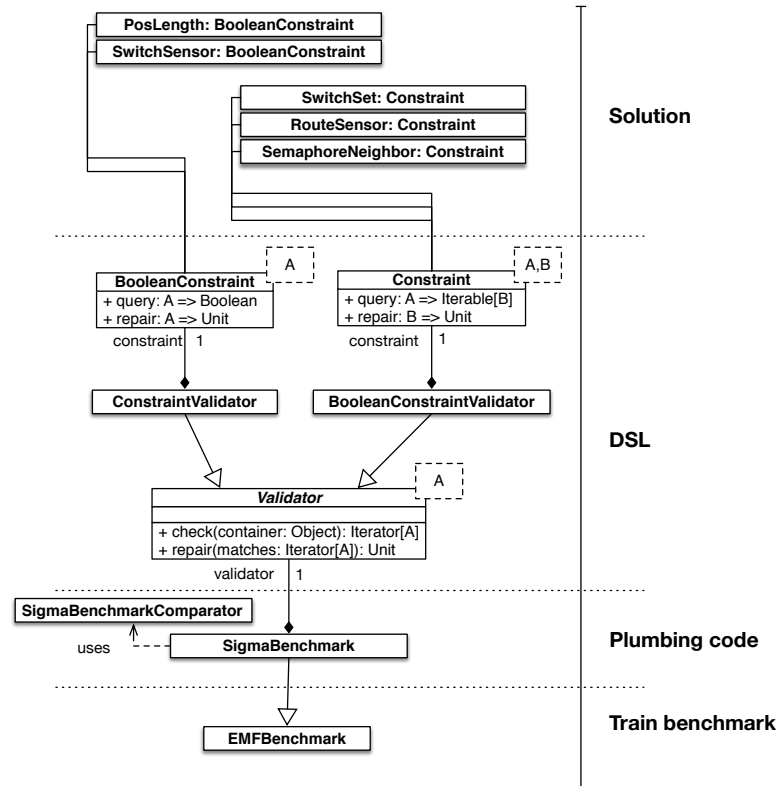 PosLength: BooleanConstraint
SwitchSensor: BooleanConstraint
SwitchSet: Constraint
RouteSensor: Constraint
SemaphoreNeighbor: Constraint
Solution
A
BooleanConstraint
+ query: A => Boolean
+ repair: A => Unit
constraint 1
A,B
Constraint
+ query: A => Iterable[B]
+ repair: B => Unit
constraint 1
ConstraintValidator
BooleanConstraintValidator
DSL
A
Validator
+ check(container: Object): Iterator[A]
+ repair(matches: Iterator[A]): Unit
validator 1
SigmaBenchmarkComparator
uses
SigmaBenchmark
Plumbing code
EMFBenchmark
Train benchmark